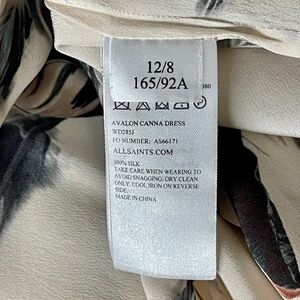 12/8
165/92A
AVALON CANNA DRESS
WD285J
PO NUMBER: AS66171
ALLSAINTS.COM
100% SILK
TAKE CARE WHEN WEARING TO
AVOID SNAGGING. DRY CLEAN
ONLY. COOL IRON ON REVERSE
SIDE.
MADE IN CHINA